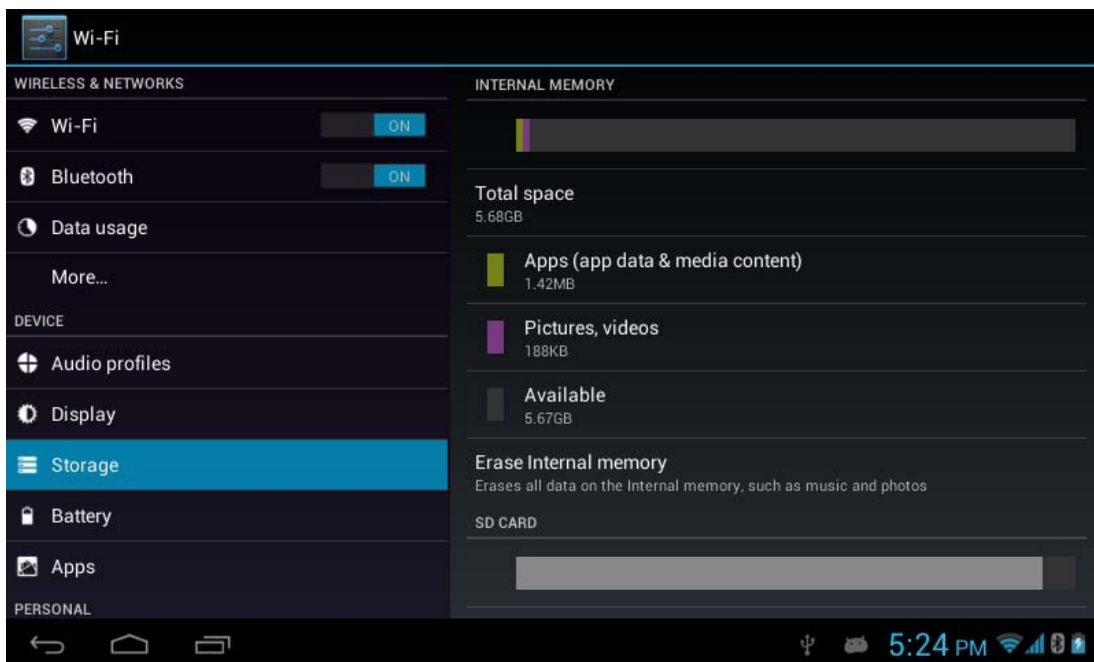 Wi-Fi
WIRELESS & NETWORKS
Wi-Fi ON
Bluetooth ON
Data usage
More...
DEVICE
Audio profiles
Display
Storage
Battery
Apps
PERSONAL
INTERNAL MEMORY
Total space
5.68GB
Apps (app data & media content)
1.42MB
Pictures, videos
188KB
Available
5.67GB
Erase Internal memory
Erases all data on the Internal memory, such as music and photos
SD CARD
5:24 PM